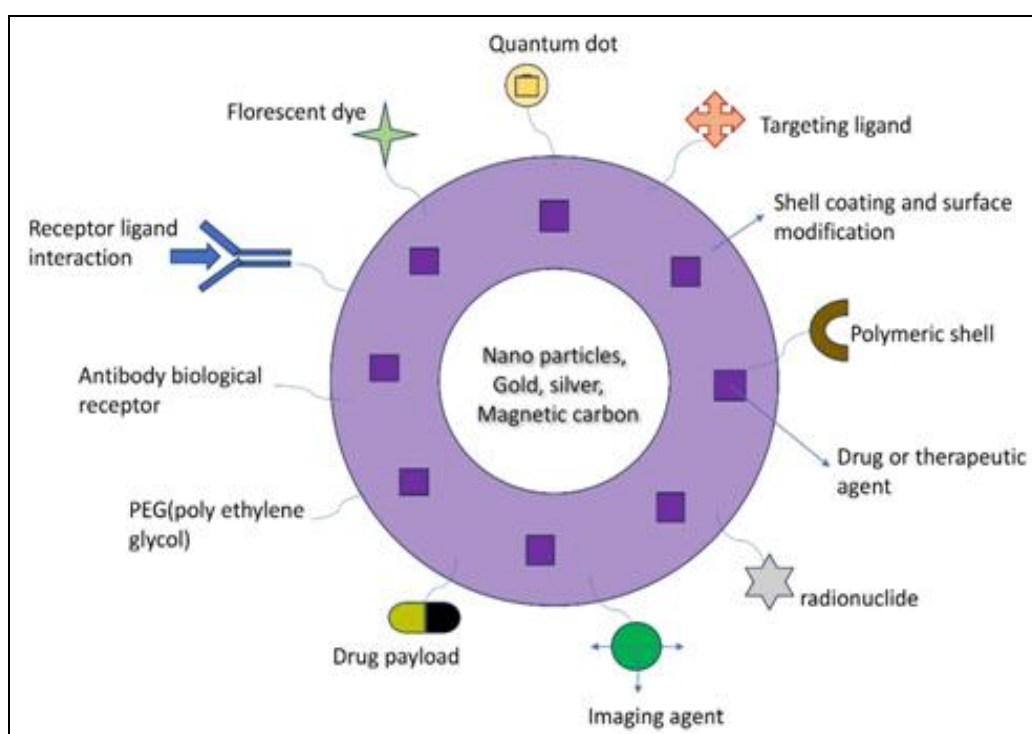 Quantum dot
Florescent dye
Targeting ligand
Receptor ligand
interaction
Shell coating and surface
modification
Polymeric shell
Nano particles,
Gold, silver,
Magnetic carbon
Antibody biological
receptor
Drug or therapeutic
agent
PEG(poly ethylene
glycol)
radionuclide
Drug payload
Imaging agent